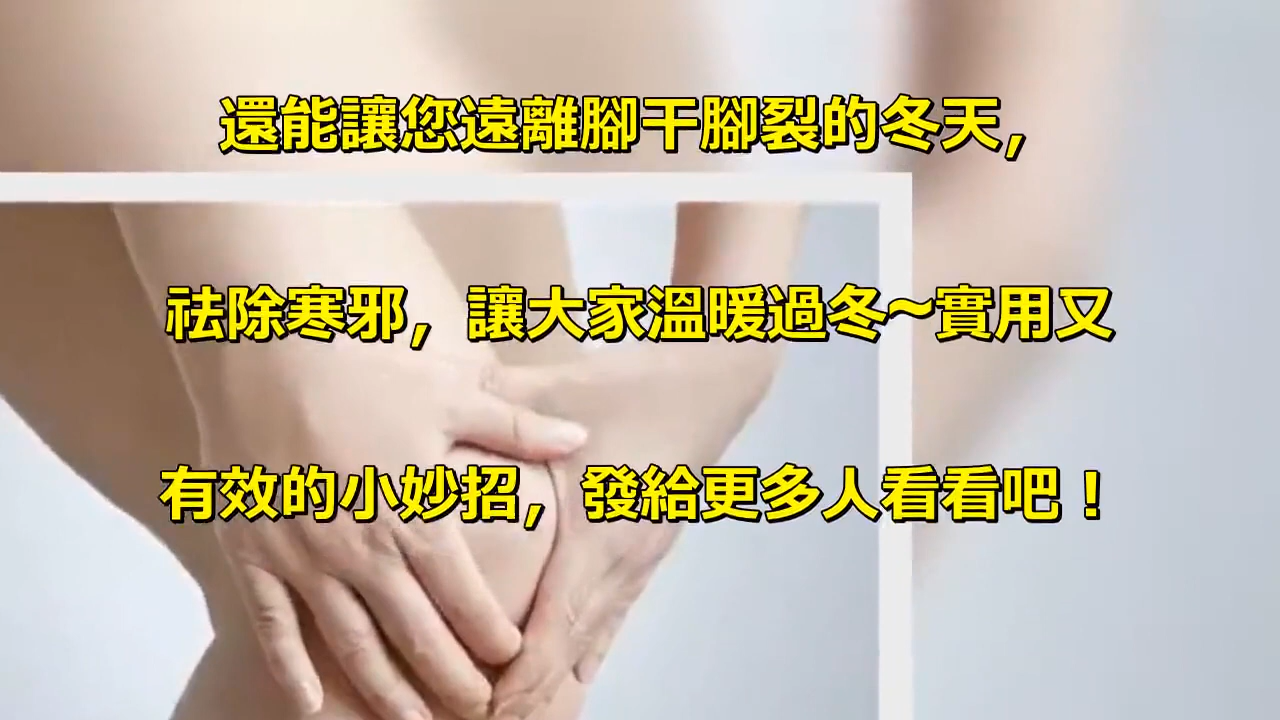 還能讓您遠離腳干腳裂的冬天，
祛除寒邪，讓大家溫暖過冬~實用又
有效的小妙招，發給更多人看看吧！